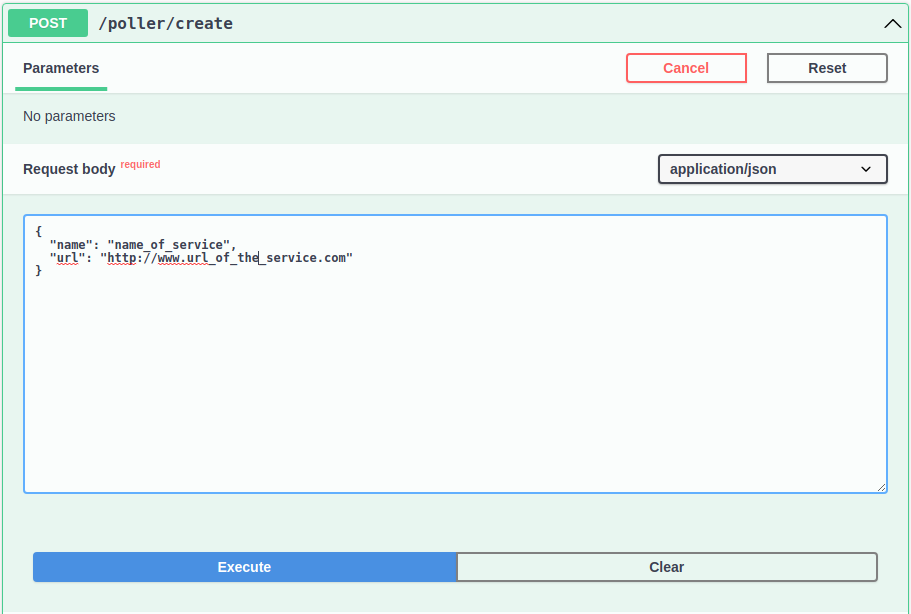 POST /poller/create
Parameters Cancel Reset
No parameters
Request body required application/json
{
  "name": "name_of_service",
  "url": "http://www.url_of_the_service.com"
}
Execute Clear